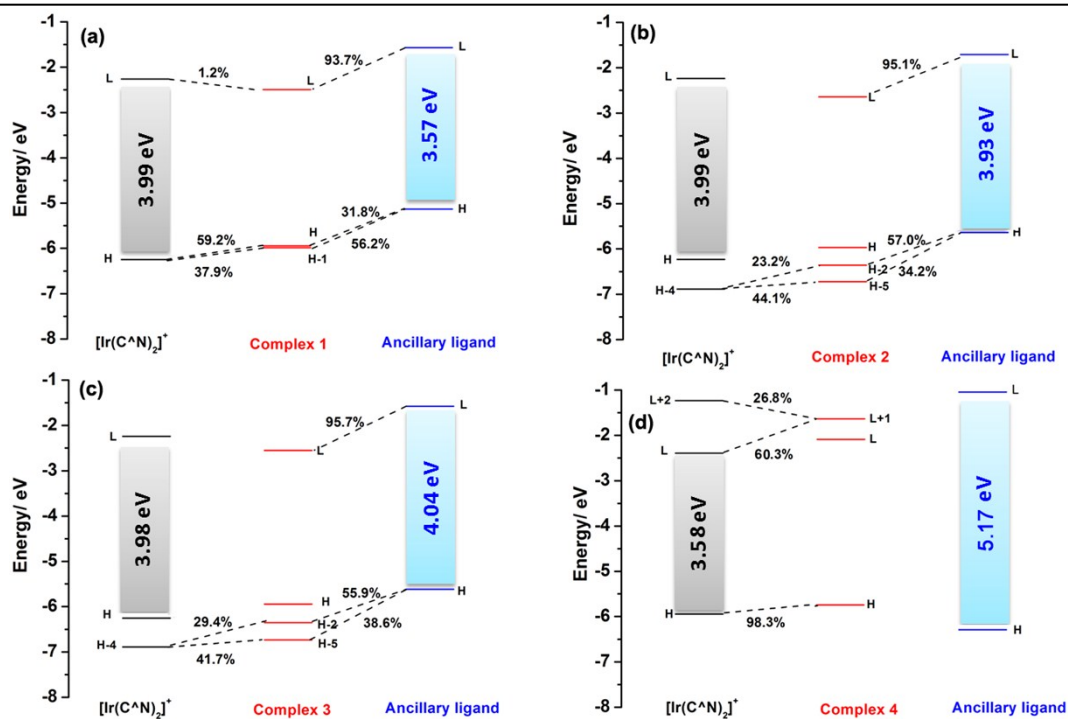 (a)
Energy/ eV
-1
-2
-3
-4
-5
-6
-7
-8
L
1.2%
L
93.7%
L
3.99 eV
3.57 eV
H
59.2%
37.9%
H
H-1
31.8%
56.2%
H
[Ir(C^N)2]+
Complex 1
Ancillary ligand
(b)
Energy/ eV
-1
-2
-3
-4
-5
-6
-7
-8
L
L
95.1%
L
3.99 eV
3.93 eV
H
H-4
23.2%
44.1%
H
H-2
H-5
57.0%
34.2%
H
[Ir(C^N)2]+
Complex 2
Ancillary ligand
(c)
Energy/ eV
-1
-2
-3
-4
-5
-6
-7
-8
L
L
95.7%
L
3.98 eV
4.04 eV
H
H-4
29.4%
41.7%
H
H-2
H-5
55.9%
38.6%
H
[Ir(C^N)2]+
Complex 3
Ancillary ligand
(d)
Energy/ eV
-1
-2
-3
-4
-5
-6
-7
-8
L+2
26.8%
L+1
L
L
60.3%
L
3.58 eV
5.17 eV
H
98.3%
H
H
[Ir(C^N)2]+
Complex 4
Ancillary ligand